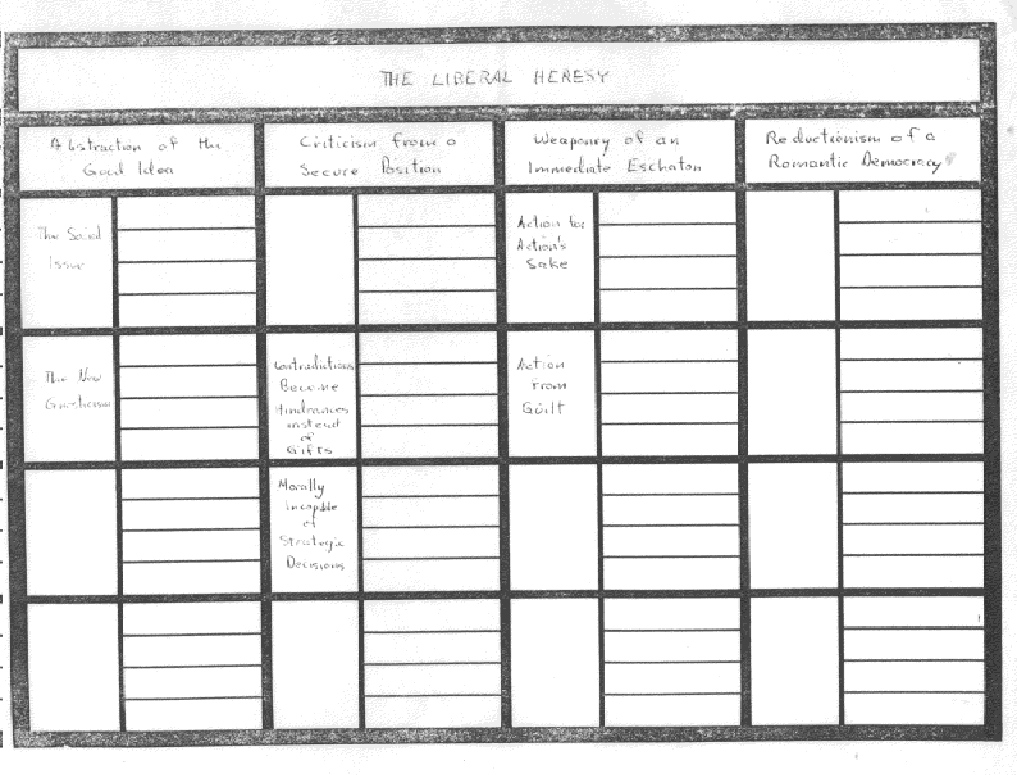 THE LIBERAL HERESY
Abstraction of the
Good Idea
Criticism from a
Secure Position
Weaponry of an
Immediate Eschaton
Reductionism of a
Romantic Democracy
The
Issue
Action for
Action's
Sake
The New
Contradictions
Become
Hindrances
instead
of
Gifts
Action
From
Guilt
Morally
Incapable
of
Strategic
Decisions